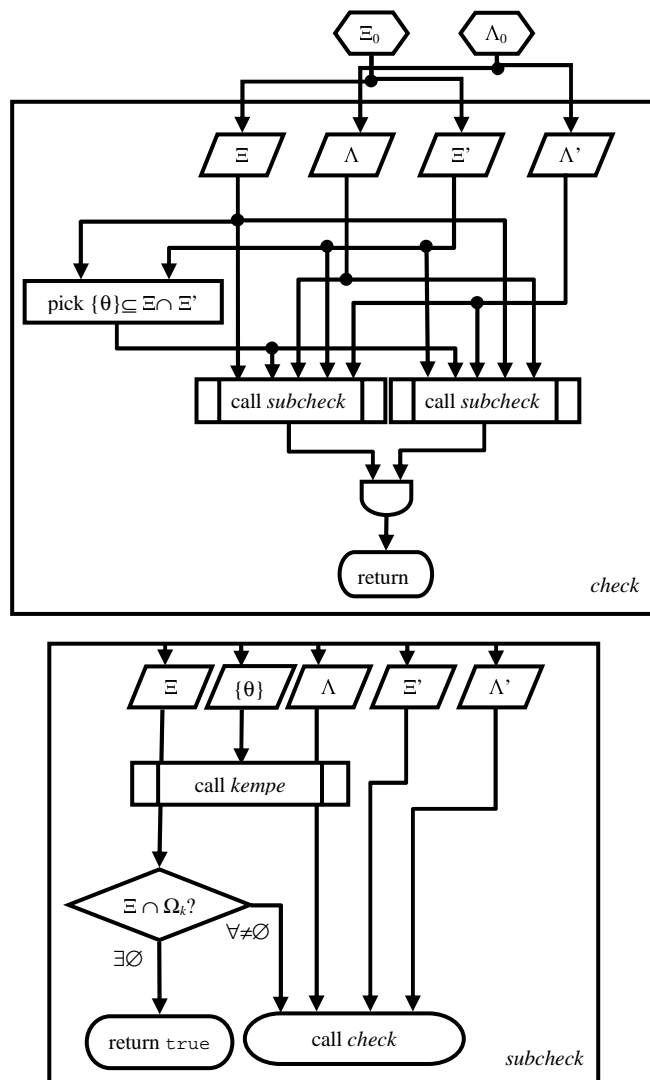 Ξ₀ Λ₀
Ξ Λ Ξ’ Λ’
pick {θ}⊆ Ξ∩ Ξ’
call subcheck call subcheck
return
check
Ξ {θ} Λ Ξ’ Λ’
call kempe
Ξ ∩ Ωₖ?
∀≠∅
∃∅
return true
call check
subcheck